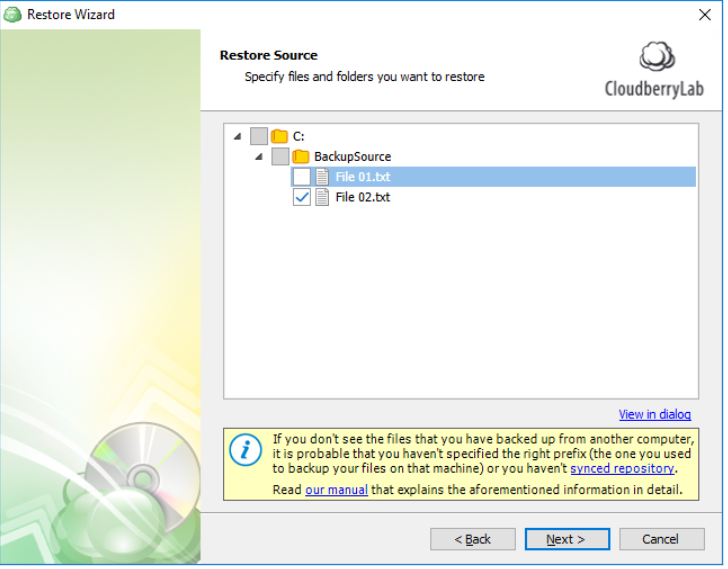 Restore Wizard
Restore Source
Specify files and folders you want to restore
CloudberryLab
C:
BackupSource
File 01.txt
File 02.txt
View in dialog
If you don't see the files that you have backed up from another computer,
it is probable that you haven't specified the right prefix (the one you used
to backup your files on that machine) or you haven't synced repository.
Read our manual that explains the aforementioned information in detail.
< Back
Next >
Cancel